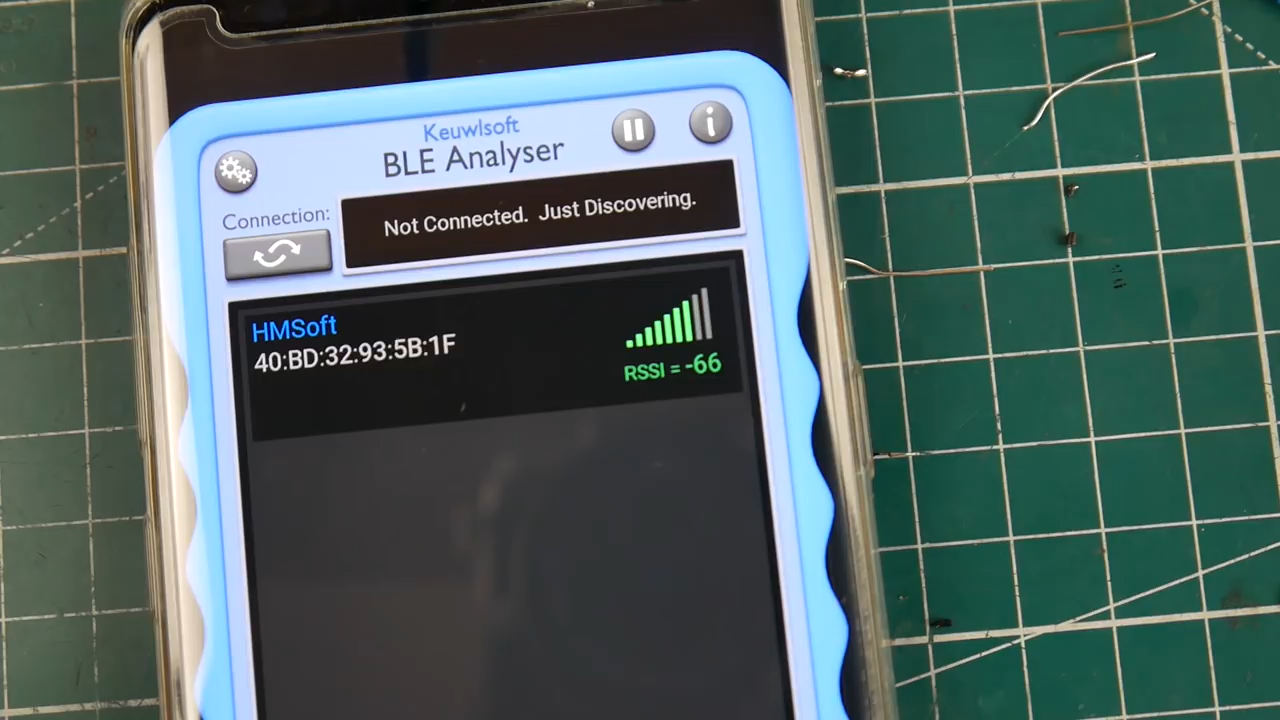 Keuwlsoft
BLE Analyser
Connection:
Not Connected. Just Discovering.
HMSoft
40:BD:32:93:5B:1F
RSSI = -66